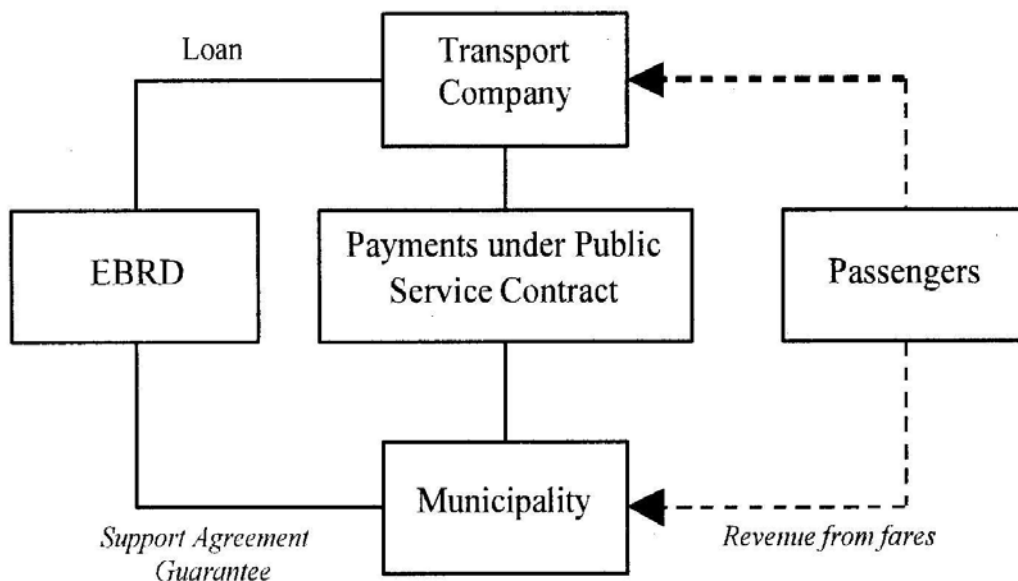 Loan
Transport
Company
EBRD
Payments under Public
Service Contract
Passengers
Municipality
Support Agreement
Guarantee
Revenue from fares